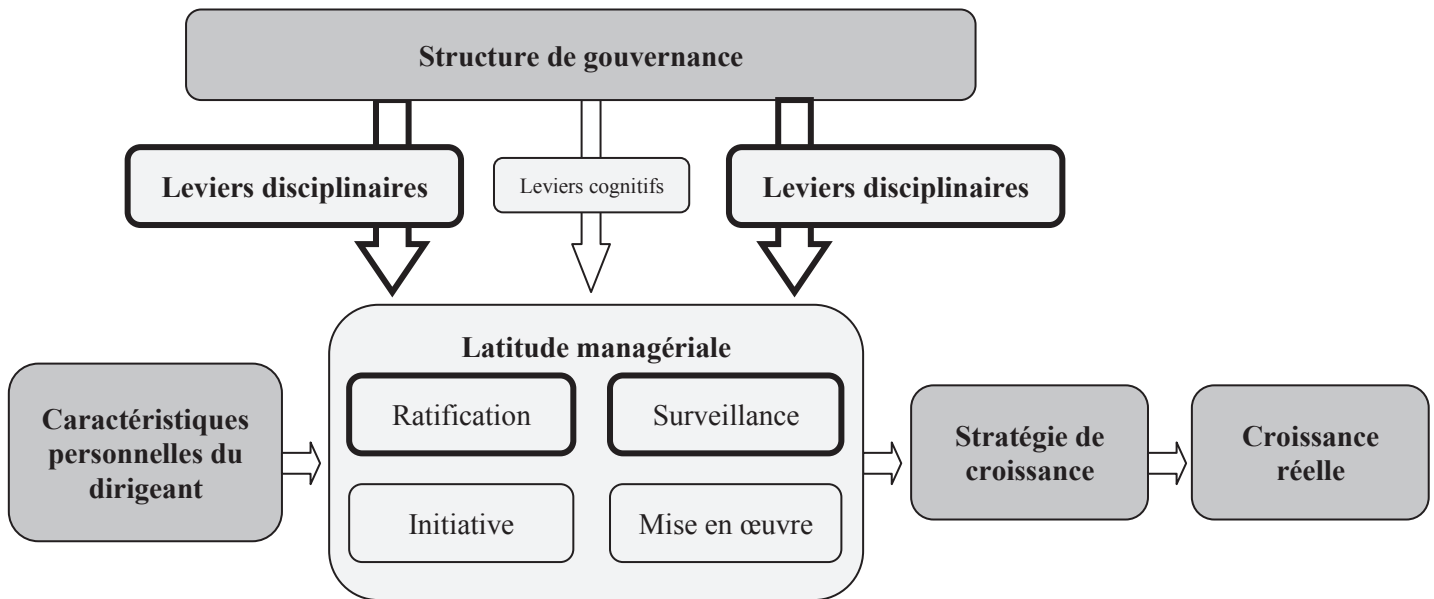 Structure de gouvernance
Leviers disciplinaires
Leviers cognitifs
Leviers disciplinaires
Latitude managériale
Caractéristiques
personnelles du
dirigeant
Ratification
Surveillance
Initiative
Mise en œuvre
Stratégie de
croissance
Croissance
réelle